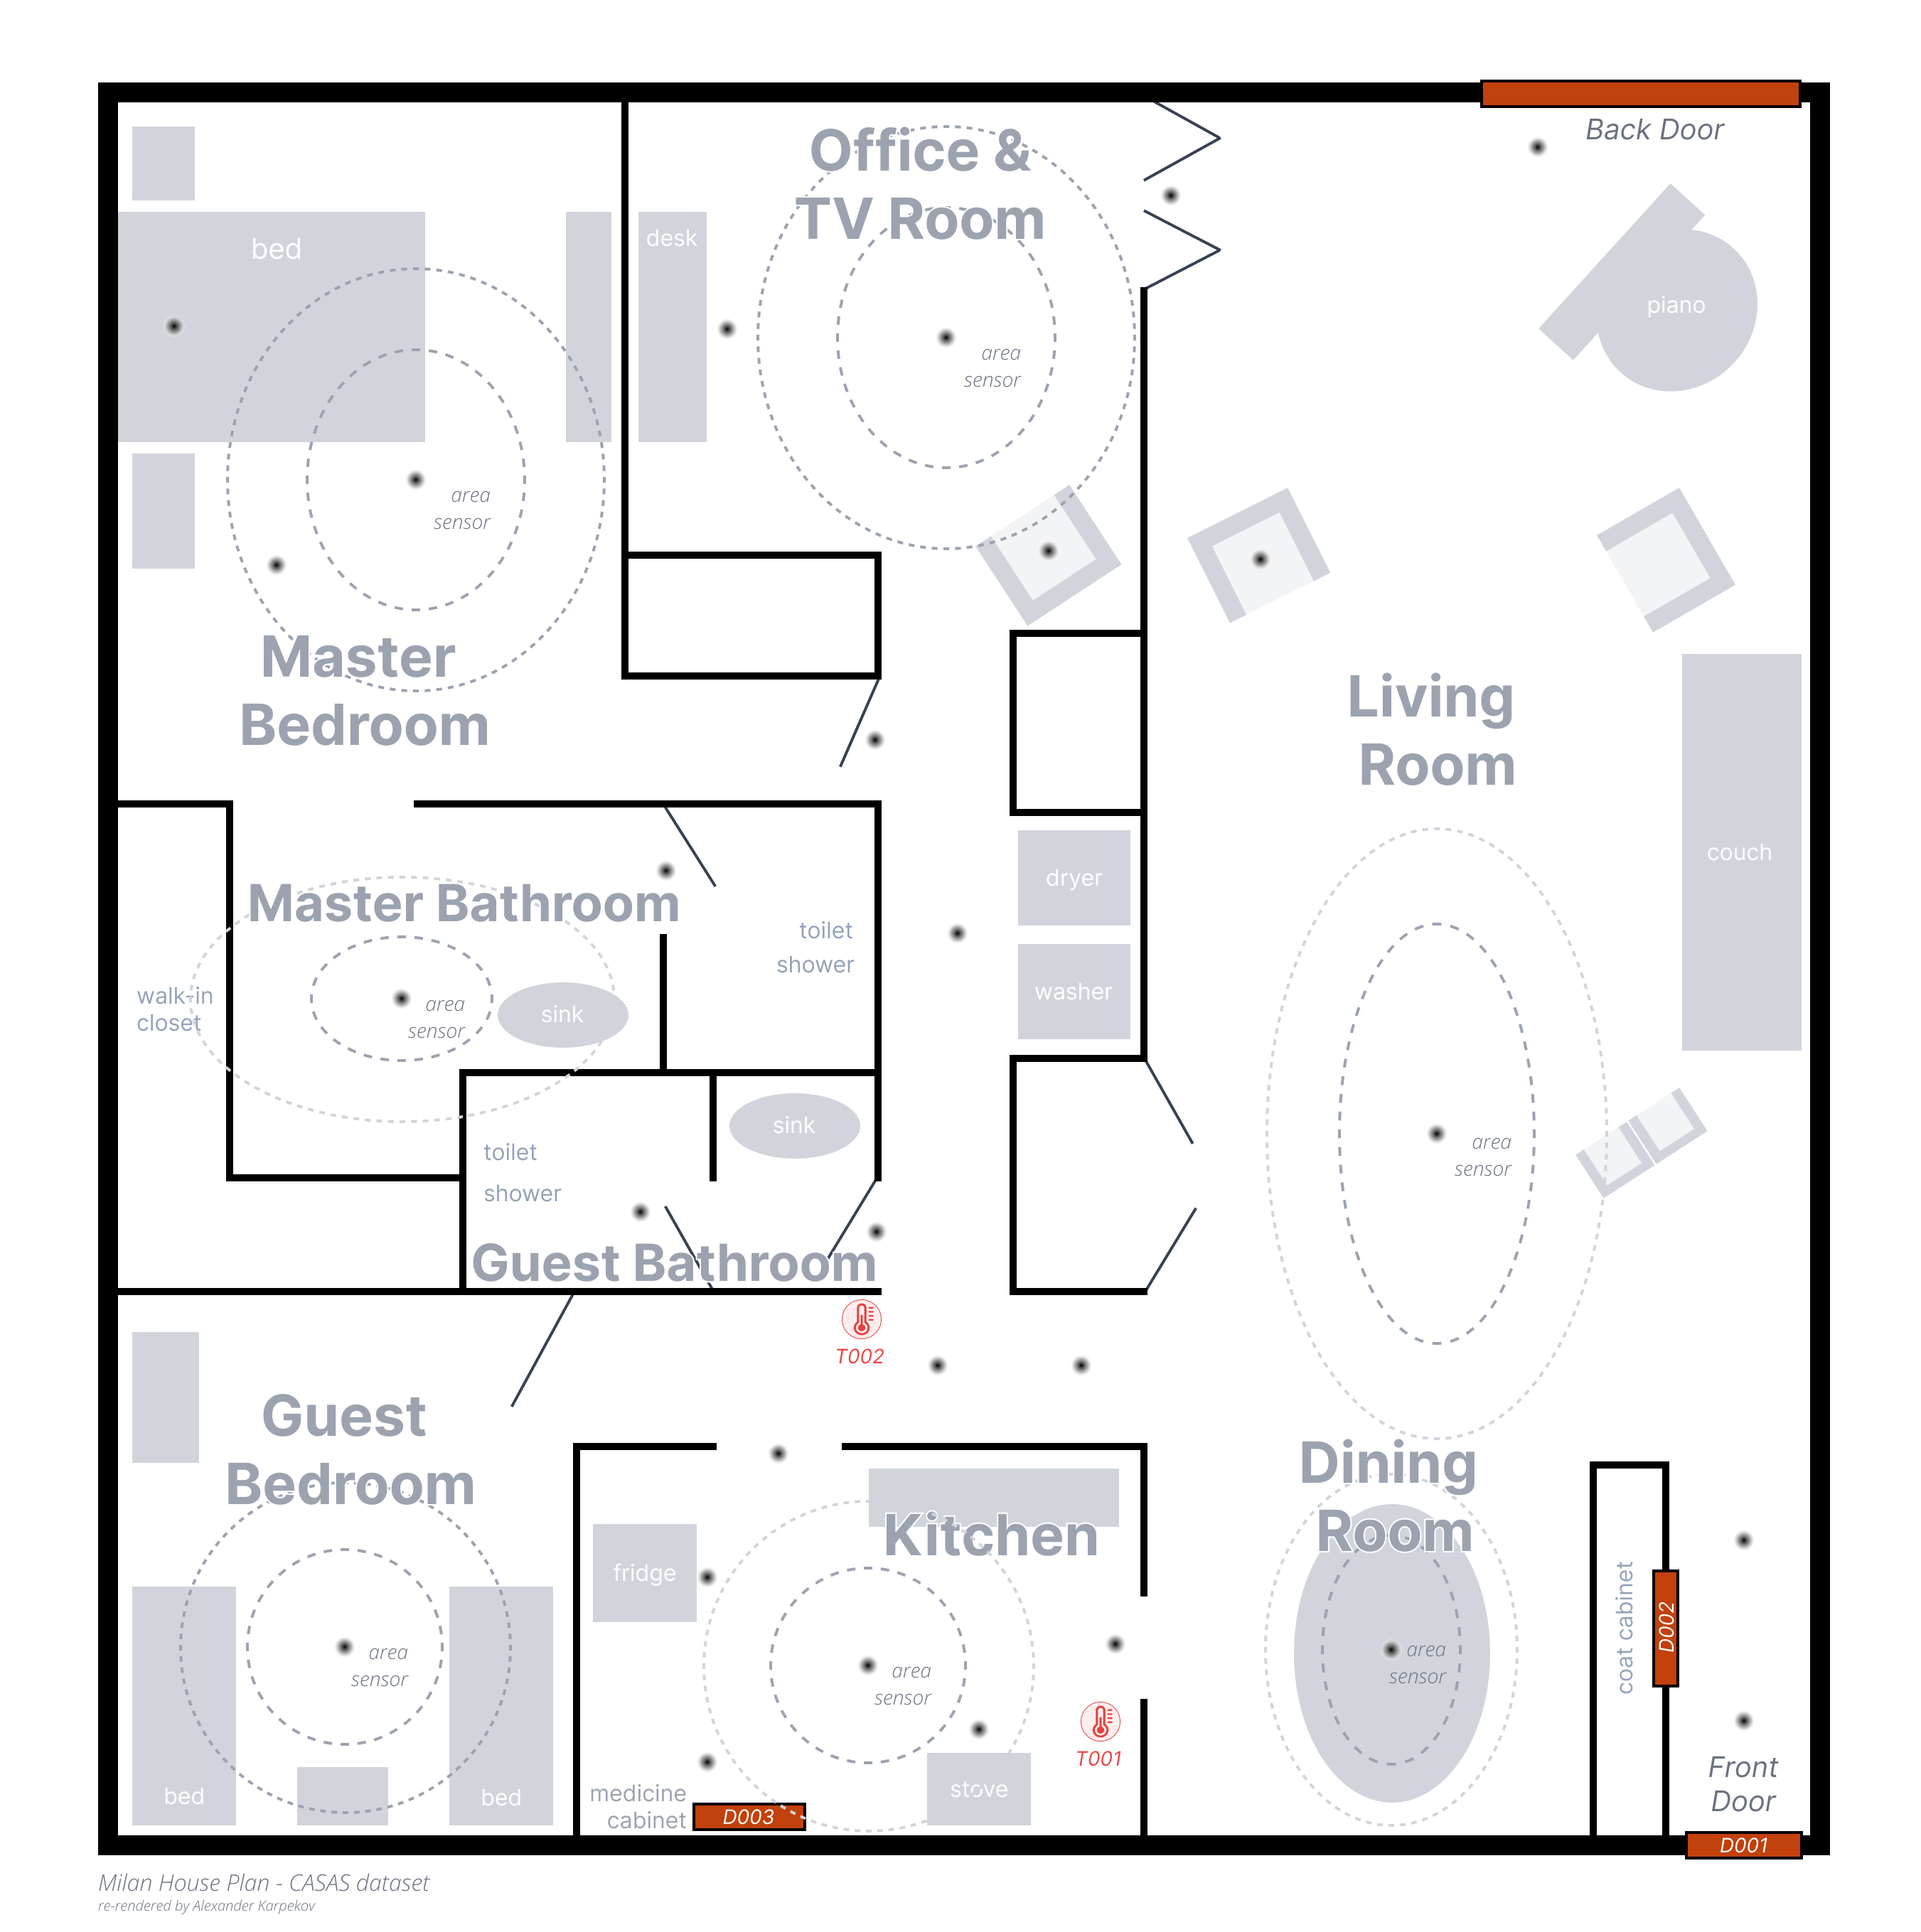 Office &
TV Room
Back Door
bed
desk
piano
area
sensor
area
sensor
Master
Bedroom
Living
Room
couch
dryer
Master Bathroom
toilet
shower
walk-in
closet
area
sensor
sink
washer
sink
toilet
shower
area
sensor
Guest Bathroom
T002
Guest
Bedroom
Dining
Room
Kitchen
fridge
coat cabinet
D002
area
sensor
area
sensor
area
sensor
T001
Front
Door
bed
bed
medicine
cabinet
D003
stove
D001
Milan House Plan - CASAS dataset
re-rendered by Alexander Karpekov